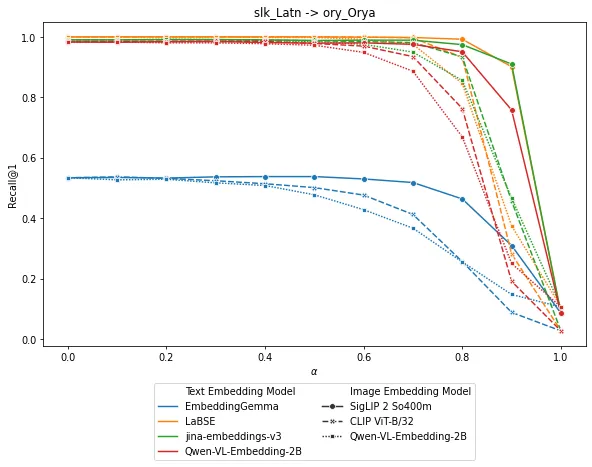 slk_Latn -> ory_Orya
Recall@1
1.0
0.8
0.6
0.4
0.2
0.0
0.0 0.2 0.4 0.6 0.8 1.0
α
Text Embedding Model
EmbeddingGemma
LaBSE
jina-embeddings-v3
Qwen-VL-Embedding-2B
Image Embedding Model
SigLIP 2 So400m
CLIP ViT-B/32
Qwen-VL-Embedding-2B